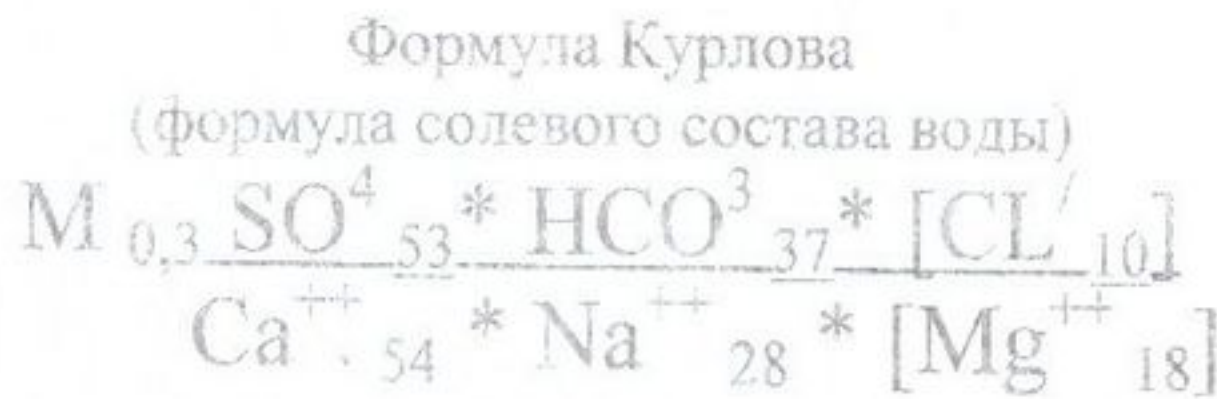 Формула Курлова
(формула солевого состава воды)
M 0,3 SO⁴ 53 * HCO³ 37 * [CL′ 10]
Ca⁺⁺ 54 * Na⁺⁺ 28 * [Mg⁺⁺ 18]